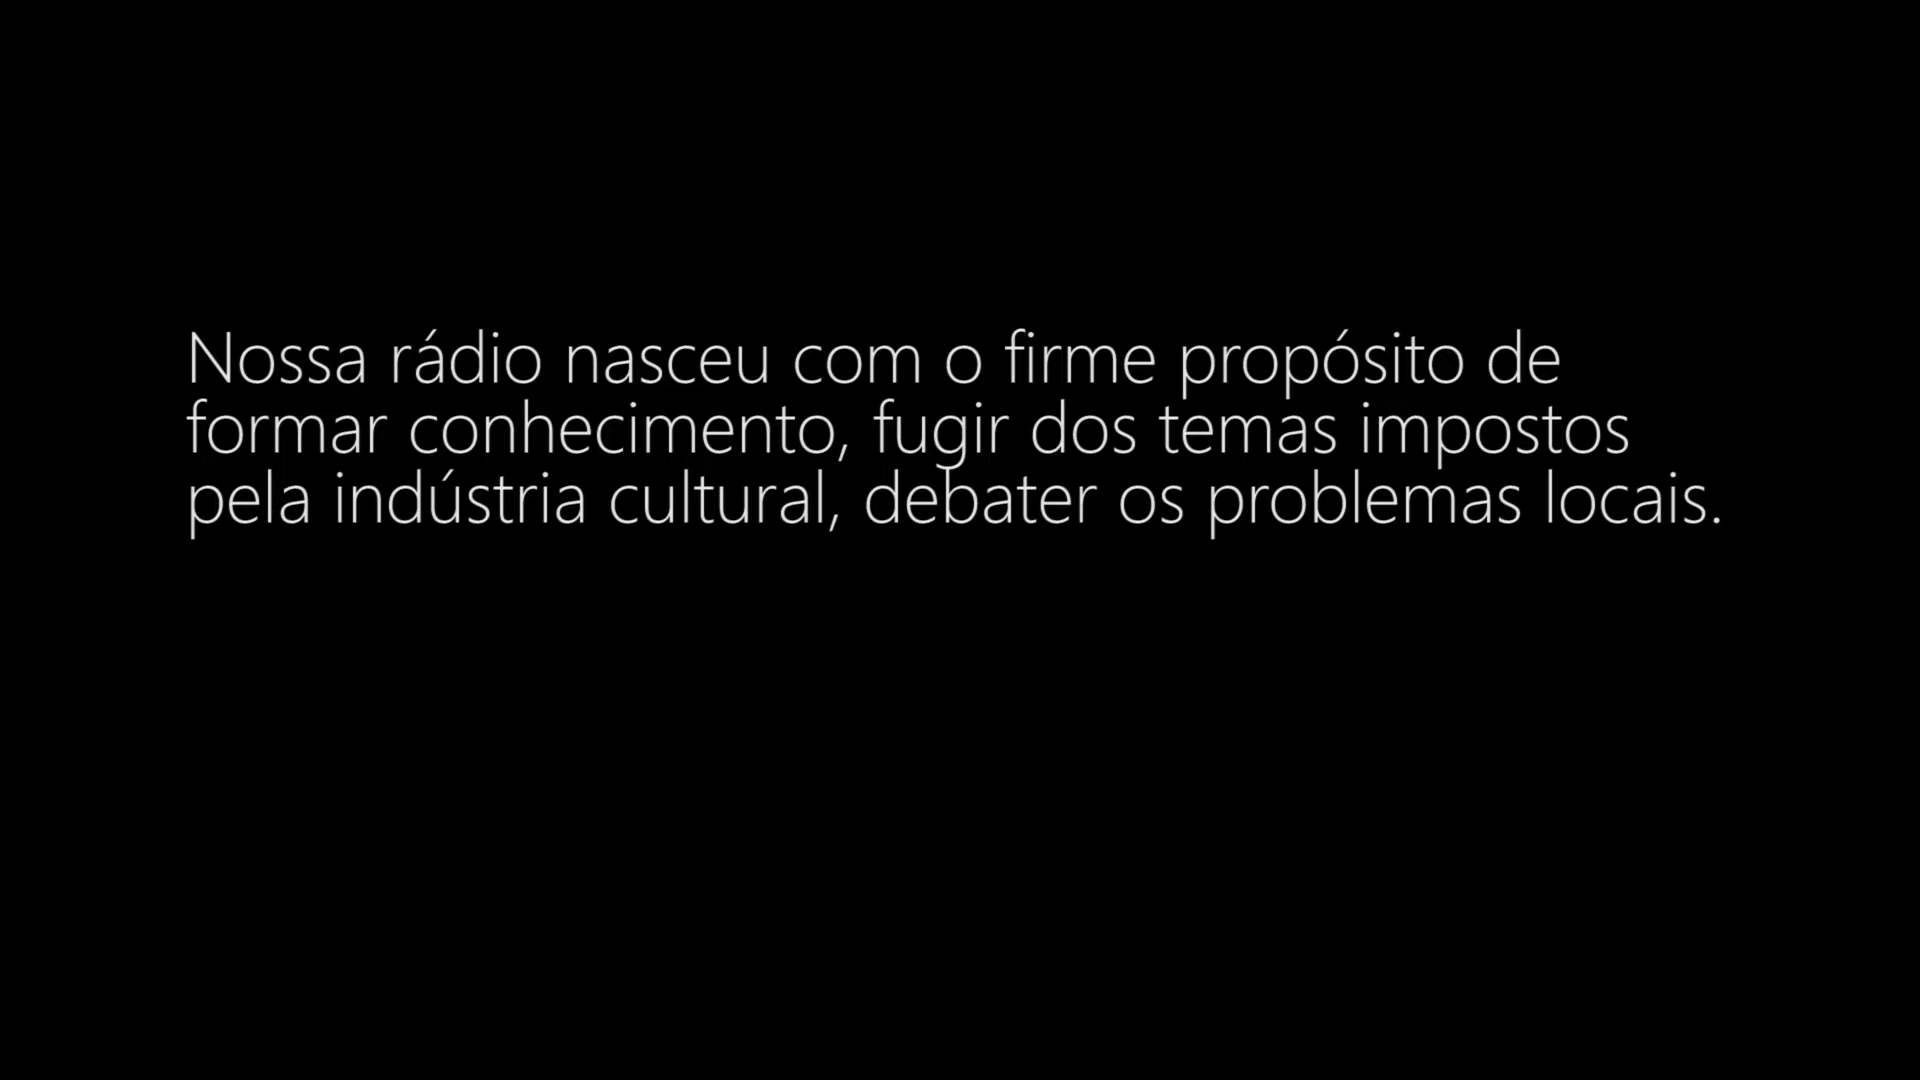 Nossa rádio nasceu com o firme propósito de
formar conhecimento, fugir dos temas impostos
pela indústria cultural, debater os problemas locais.